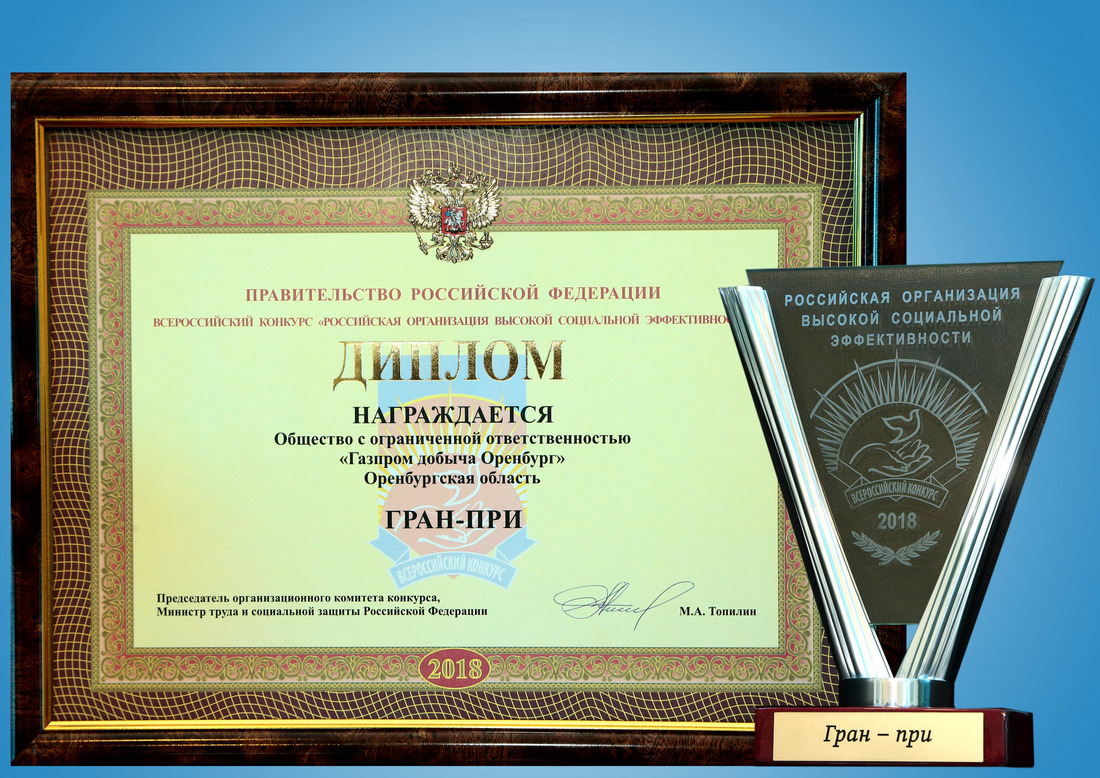 ПРАВИТЕЛЬСТВО РОССИЙСКОЙ ФЕДЕРАЦИИ
ВСЕРОССИЙСКИЙ КОНКУРС «РОССИЙСКАЯ ОРГАНИЗАЦИЯ ВЫСОКОЙ СОЦИАЛЬНОЙ
ДИПЛОМ
НАГРАЖДАЕТСЯ
Общество с ограниченной ответственностью
«Газпром добыча Оренбург»
Оренбургская область
ГРАН-ПРИ
ВСЕРОССИЙСКИЙ КОНКУРС
Председатель организационного комитета конкурса,
Министр труда и социальной защиты Российской Федерации
М.А. Топилин
2018
РОССИЙСКАЯ ОРГАНИЗАЦИЯ
ВЫСОКОЙ СОЦИАЛЬНОЙ
ЭФФЕКТИВНОСТИ
ВСЕРОССИЙСКИЙ КОНКУРС
2018
Гран – при